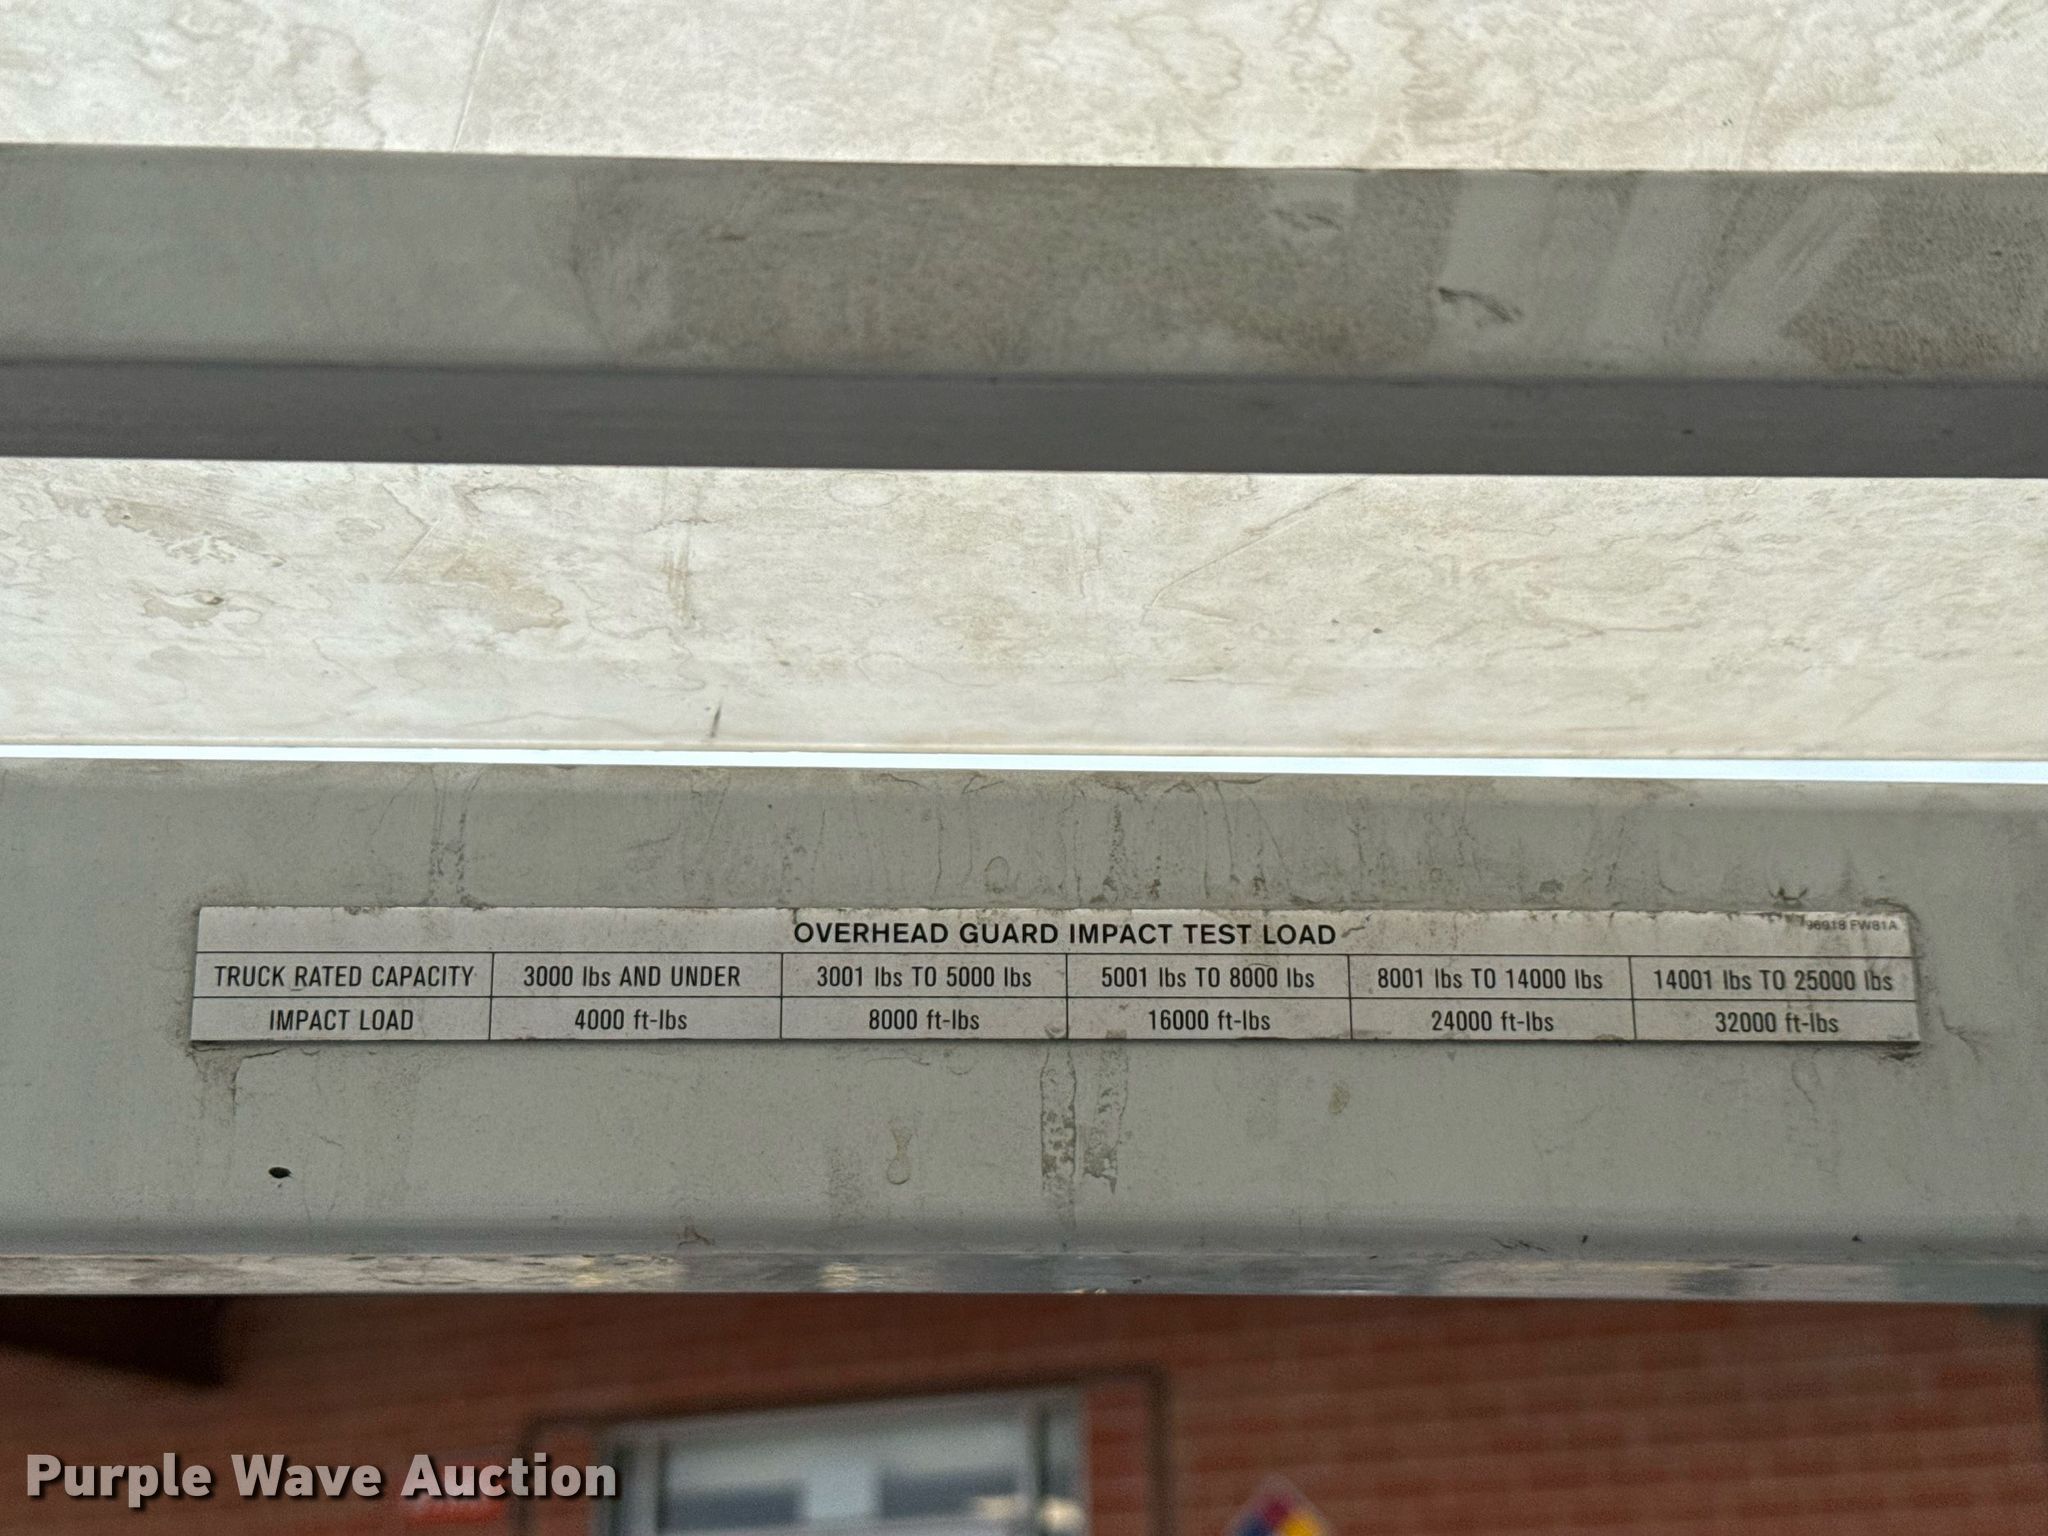 OVERHEAD GUARD IMPACT TEST LOAD
96918 FW81A
TRUCK RATED CAPACITY 3000 lbs AND UNDER 3001 lbs TO 5000 lbs 5001 lbs TO 8000 lbs 8001 lbs TO 14000 lbs 14001 lbs TO 25000 lbs
IMPACT LOAD 4000 ft-lbs 8000 ft-lbs 16000 ft-lbs 24000 ft-lbs 32000 ft-lbs
Purple Wave Auction